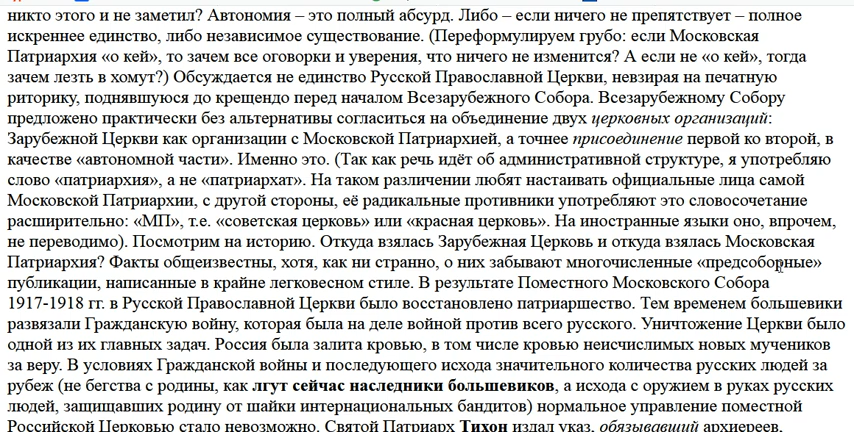 никто этого и не заметил? Автономия – это полный абсурд. Либо – если ничего не препятствует – полное
искреннее единство, либо независимое существование. (Переформулируем грубо: если Московская
Патриархия «о кей», то зачем все оговорки и уверения, что ничего не изменится? А если не «о кей», тогда
зачем лезть в хомут?) Обсуждается не единство Русской Православной Церкви, невзирая на печатную
риторику, поднявшуюся до крещендо перед началом Всезарубежного Собора. Всезарубежному Собору
предложено практически без альтернативы согласиться на объединение двух церковных организаций:
Зарубежной Церкви как организации с Московской Патриархией, а точнее присоединение первой ко второй, в
качестве «автономной части». Именно это. (Так как речь идёт об административной структуре, я употребляю
слово «патриархия», а не «патриархат». На таком различении любят настаивать официальные лица самой
Московской Патриархии, с другой стороны, её радикальные противники употребляют это словосочетание
расширительно: «МП», т.е. «советская церковь» или «красная церковь». На иностранные языки оно, впрочем,
не переводимо). Посмотрим на историю. Откуда взялась Зарубежная Церковь и откуда взялась Московская
Патриархия? Факты общеизвестны, хотя, как ни странно, о них забывают многочисленные «предсоборные»
публикации, написанные в крайне легковесном стиле. В результате Поместного Московского Собора
1917-1918 гг. в Русской Православной Церкви было восстановлено патриаршество. Тем временем большевики
развязали Гражданскую войну, которая была на деле войной против всего русского. Уничтожение Церкви было
одной из их главных задач. Россия была залита кровью, в том числе кровью неисчислимых новых мучеников
за веру. В условиях Гражданской войны и последующего исхода значительного количества русских людей за
рубеж (не бегства с родины, как лгут сейчас наследники большевиков, а исхода с оружием в руках русских
людей, защищавших родину от шайки интернациональных бандитов) нормальное управление поместной
Российской Церковью стало невозможно. Святой Патриарх Тихон издал указ, обязывавший архиереев,